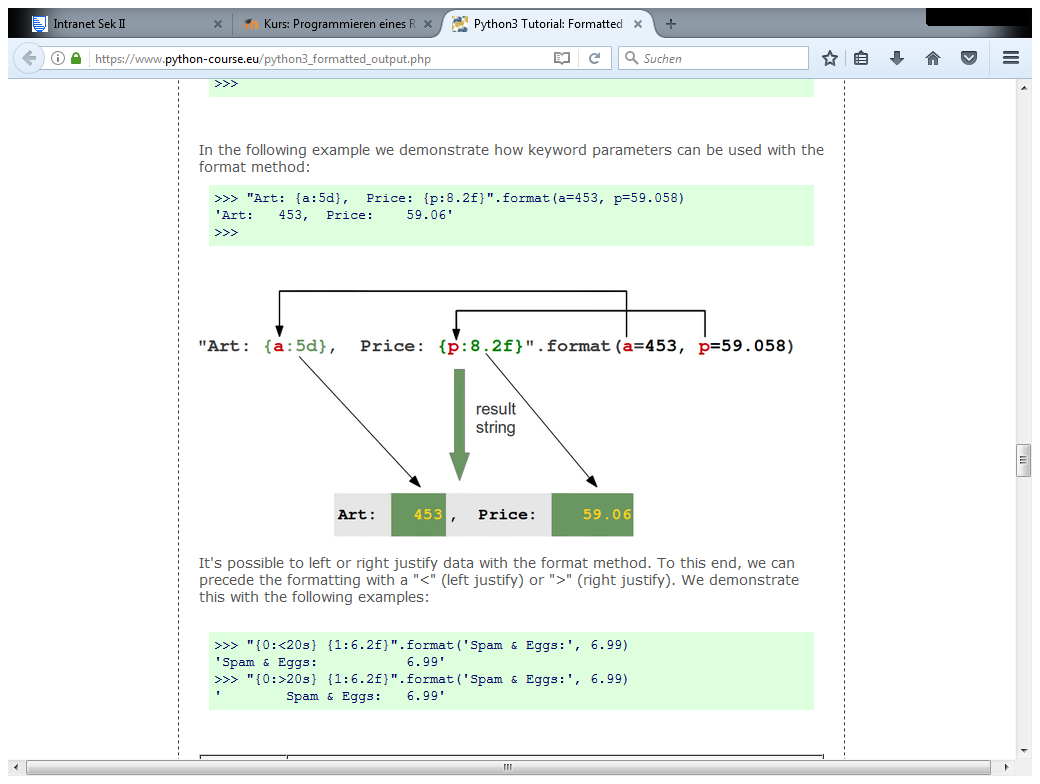 Intranet Sek II
Kurs: Programmieren eines R
Python3 Tutorial: Formatted
https://www.python-course.eu/python3_formatted_output.php
Suchen
>>>
In the following example we demonstrate how keyword parameters can be used with the
format method:
>>> "Art: {a:5d},  Price: {p:8.2f}".format(a=453, p=59.058)
'Art:   453,  Price:    59.06'
>>>
"Art: {a:5d},  Price: {p:8.2f}".format(a=453, p=59.058)
result
string
Art:   453,  Price:    59.06
It's possible to left or right justify data with the format method. To this end, we can
precede the formatting with a "<" (left justify) or ">" (right justify). We demonstrate
this with the following examples:
>>> "{0:<20s} {1:6.2f}".format('Spam & Eggs:', 6.99)
'Spam & Eggs:           6.99'
>>> "{0:>20s} {1:6.2f}".format('Spam & Eggs:', 6.99)
'        Spam & Eggs:   6.99'